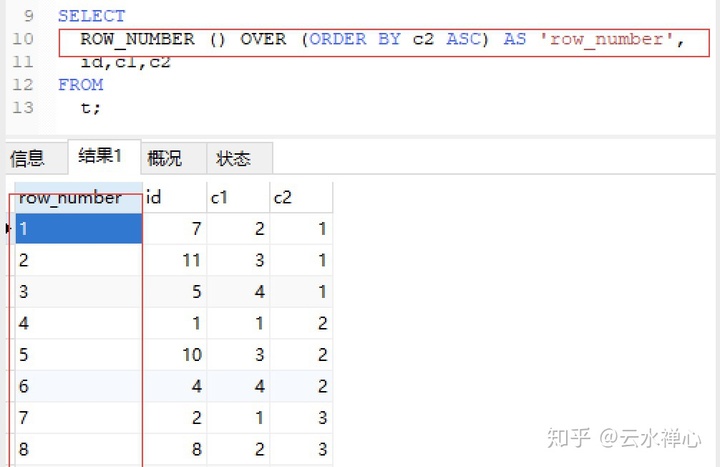 9 SELECT
10 ROW_NUMBER () OVER (ORDER BY c2 ASC) AS 'row_number',
11 id,c1,c2
12 FROM
13 t;
信息 结果1 概况 状态
row_number id c1 c2
1 7 2 1
2 11 3 1
3 5 4 1
4 1 1 2
5 10 3 2
6 4 4 2
7 2 1 3
8 8 2 3
知乎 @云水禅心